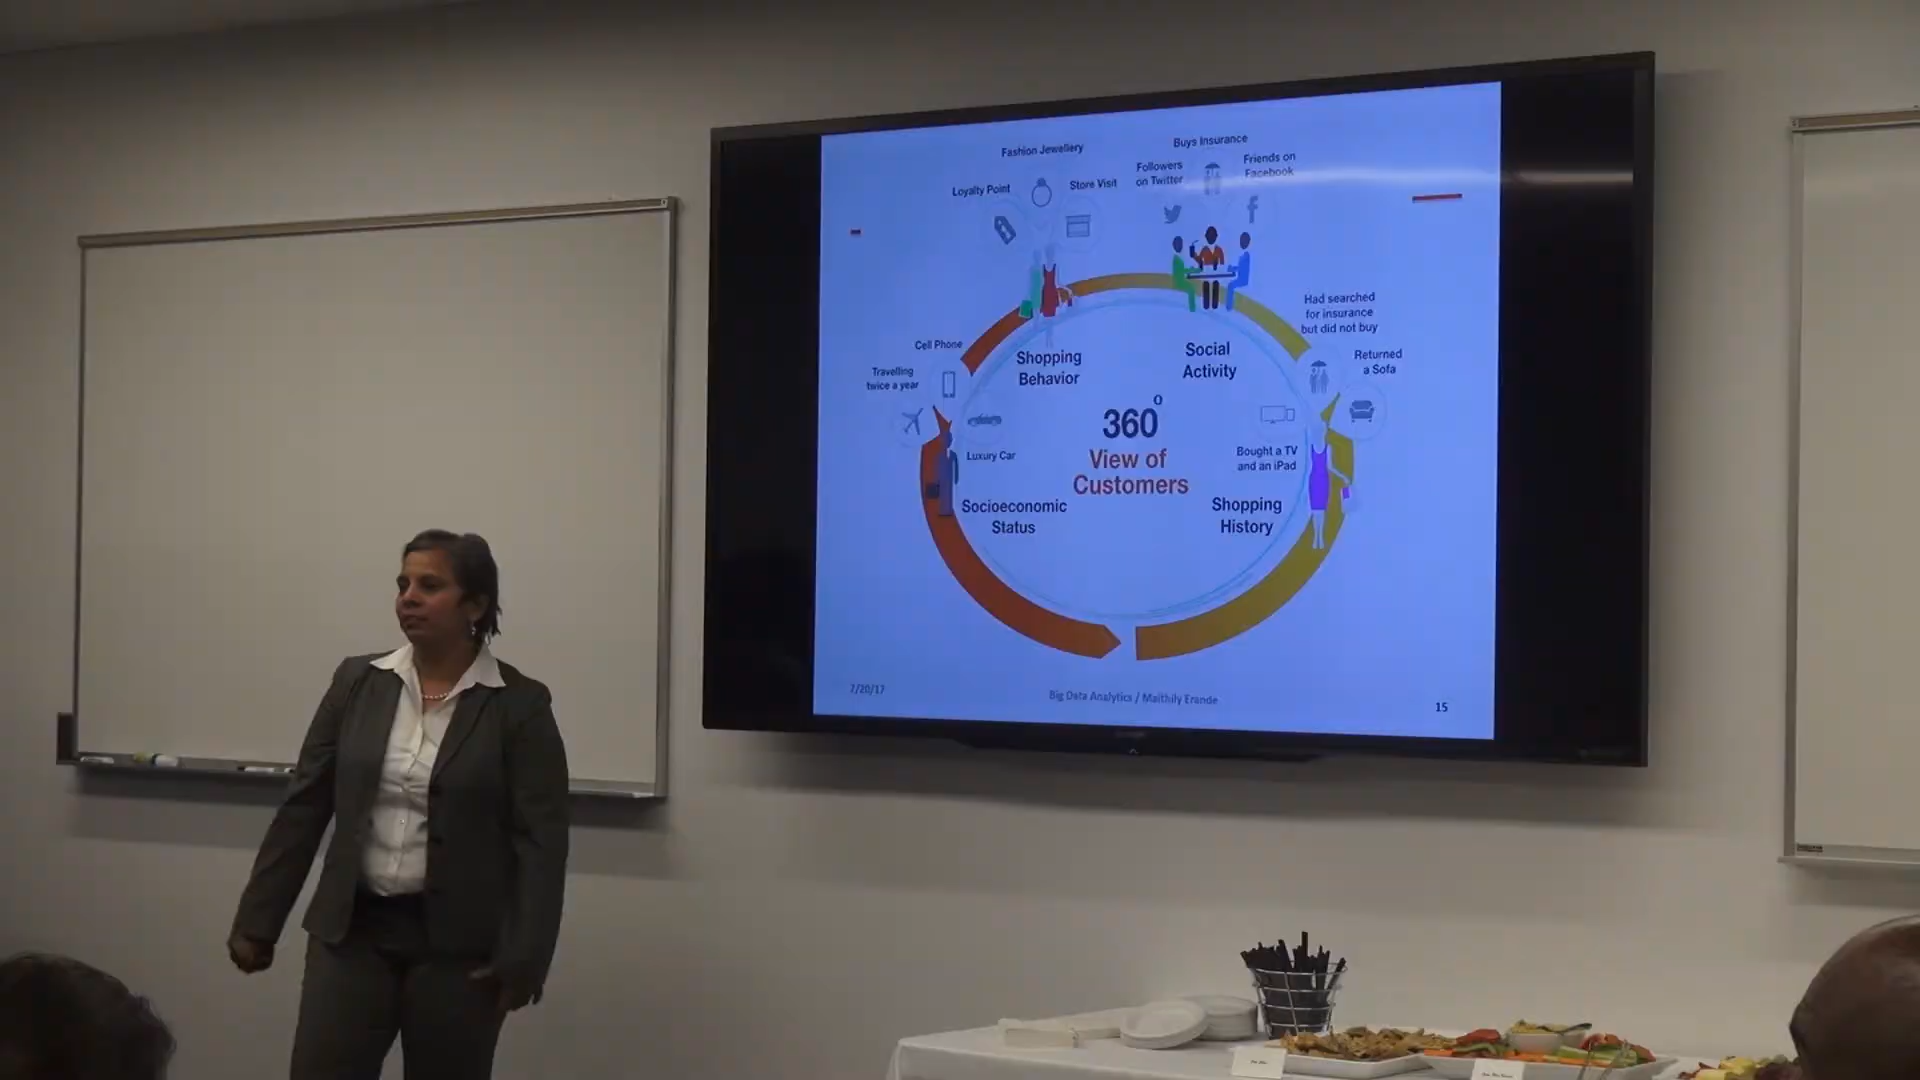 Fashion Jewellery
Loyalty Point
Store Visit
Buys Insurance
Followers
on Twitter
Friends on
Facebook
Had searched
for insurance
but did not buy
Returned
a Sofa
Cell Phone
Travelling
twice a year
Luxury Car
Shopping
Behavior
Social
Activity
360°
View of
Customers
Bought a TV
and an iPad
Socioeconomic
Status
Shopping
History
7/20/17
Big Data Analytics / Maithily Erande
15